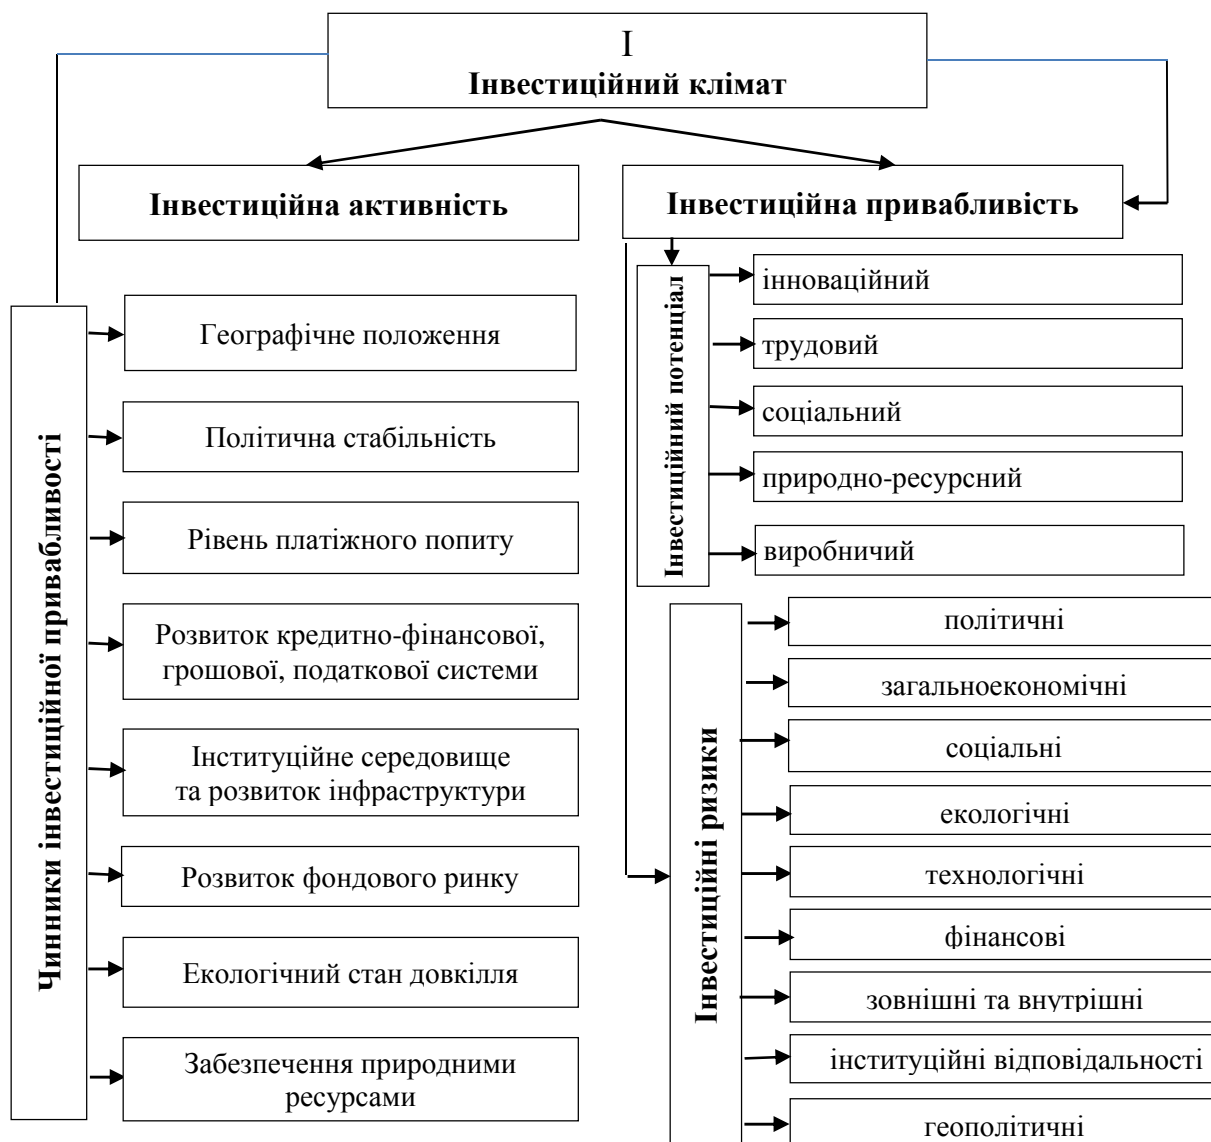 І
Інвестиційний клімат
Інвестиційна активність
Інвестиційна привабливість
Чинники інвестиційної привабливості
Географічне положення
Політична стабільність
Рівень платіжного попиту
Розвиток кредитно-фінансової,
грошової, податкової системи
Інституційне середовище
та розвиток інфраструктури
Розвиток фондового ринку
Екологічний стан довкілля
Забезпечення природними
ресурсами
Інвестиційний потенціал
інноваційний
трудовий
соціальний
природно-ресурсний
виробничий
Інвестиційні ризики
політичні
загальноекономічні
соціальні
екологічні
технологічні
фінансові
зовнішні та внутрішні
інституційні відповідальності
геополітичні